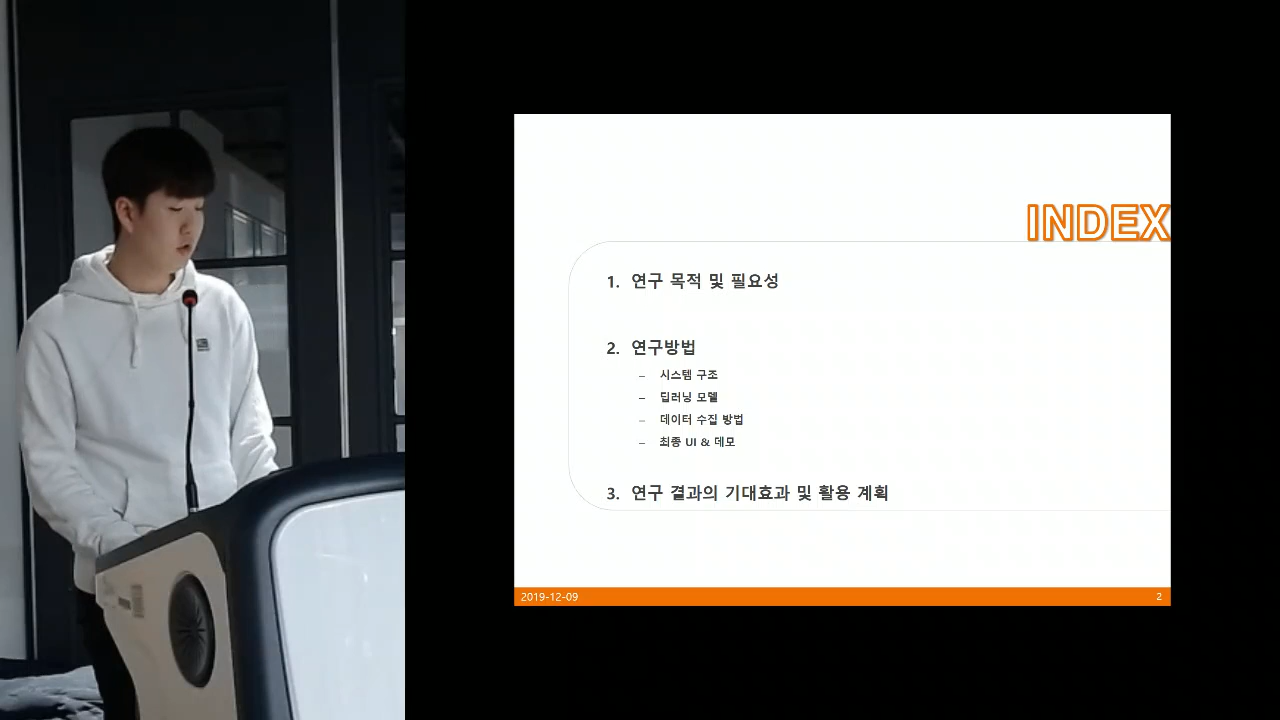 INDEX
1. 연구 목적 및 필요성
2. 연구방법
– 시스템 구조
– 딥러닝 모델
– 데이터 수집 방법
– 최종 UI & 데모
3. 연구 결과의 기대효과 및 활용 계획
2019-12-09
2